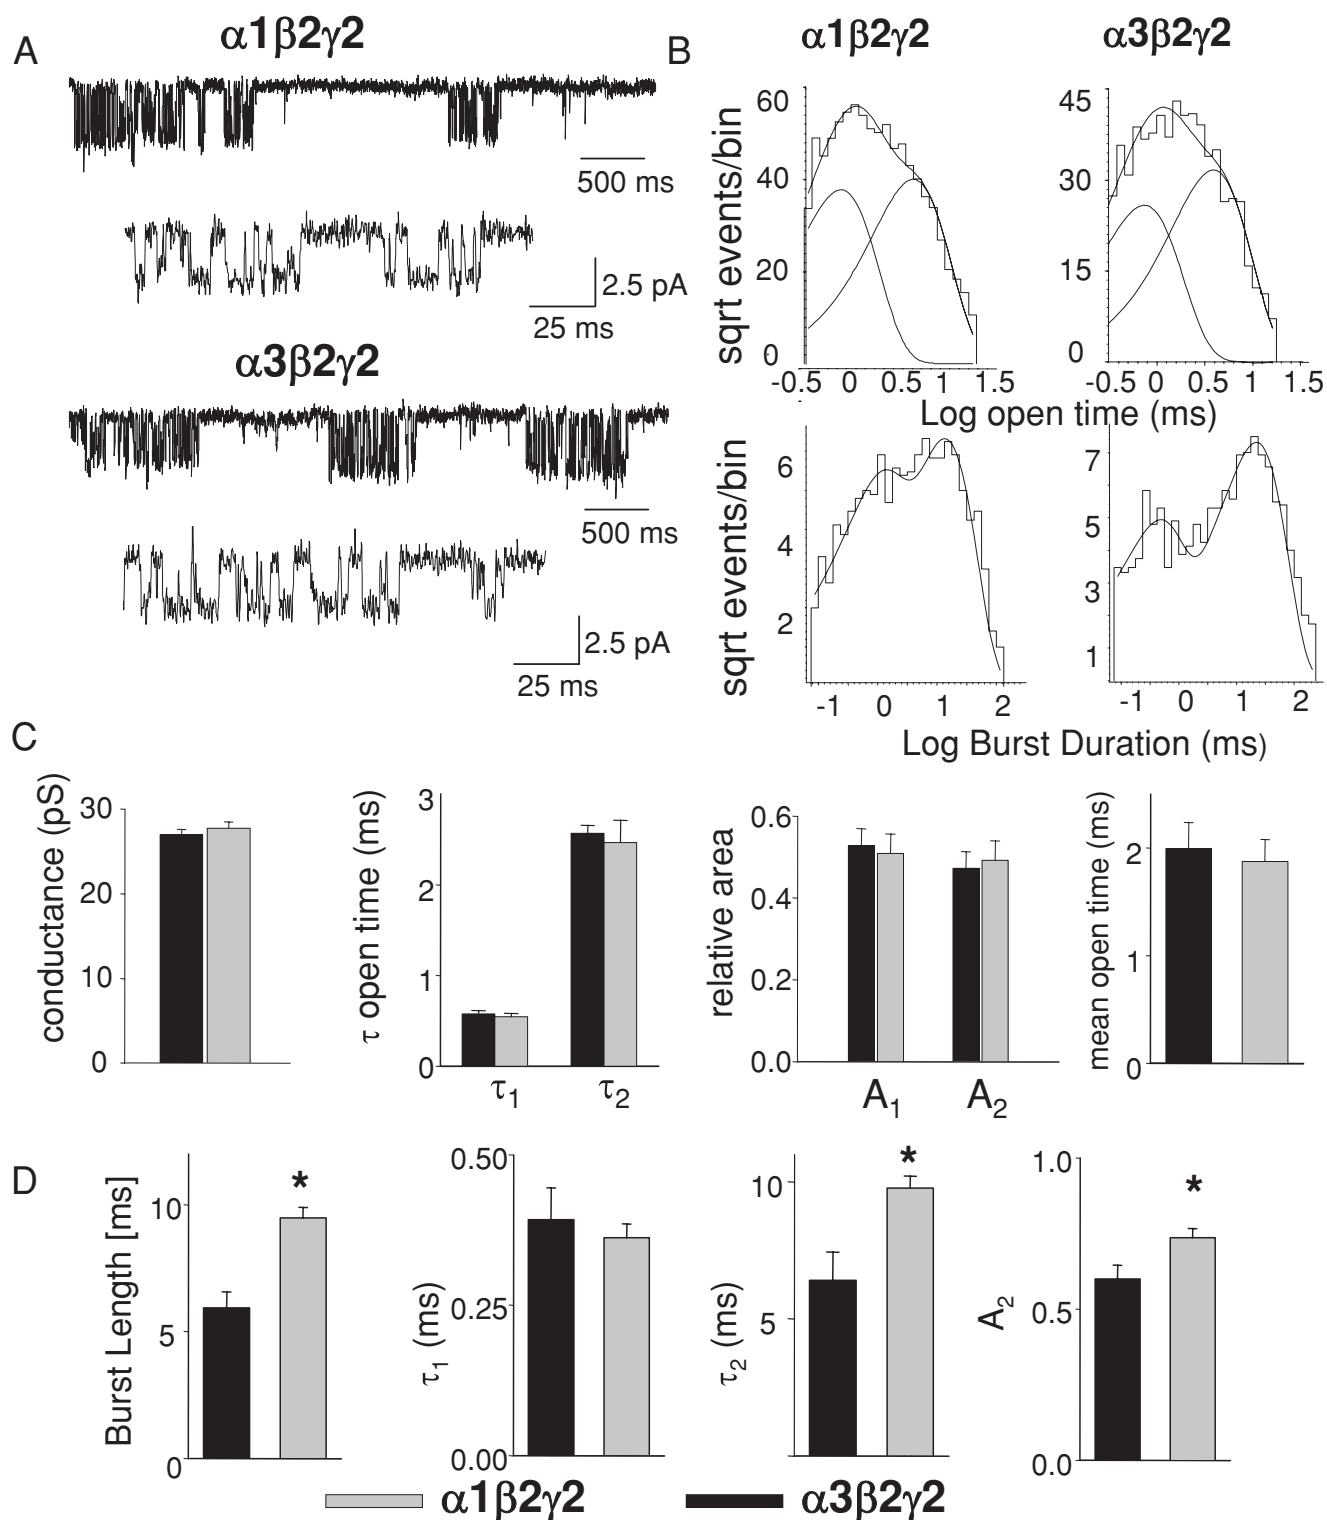 A
α1β2γ2
500 ms
2.5 pA
25 ms
α3β2γ2
500 ms
2.5 pA
25 ms
B
α1β2γ2
α3β2γ2
sqrt events/bin
60
40
20
0
-0.5 0 0.5 1 1.5
45
30
15
0
-0.5 0 0.5 1 1.5
Log open time (ms)
sqrt events/bin
6
4
2
-1 0 1 2
7
5
3
1
-1 0 1 2
Log Burst Duration (ms)
C
conductance (pS)
30
20
10
0
τ open time (ms)
3
2
1
0
τ1 τ2
relative area
0.6
0.4
0.2
0.0
A1 A2
mean open time (ms)
2
1
0
D
Burst Length [ms]
10
5
0
*
τ1 (ms)
0.50
0.25
0.00
τ2 (ms)
10
5
*
A2
1.0
0.5
0.0
*
α1β2γ2 α3β2γ2